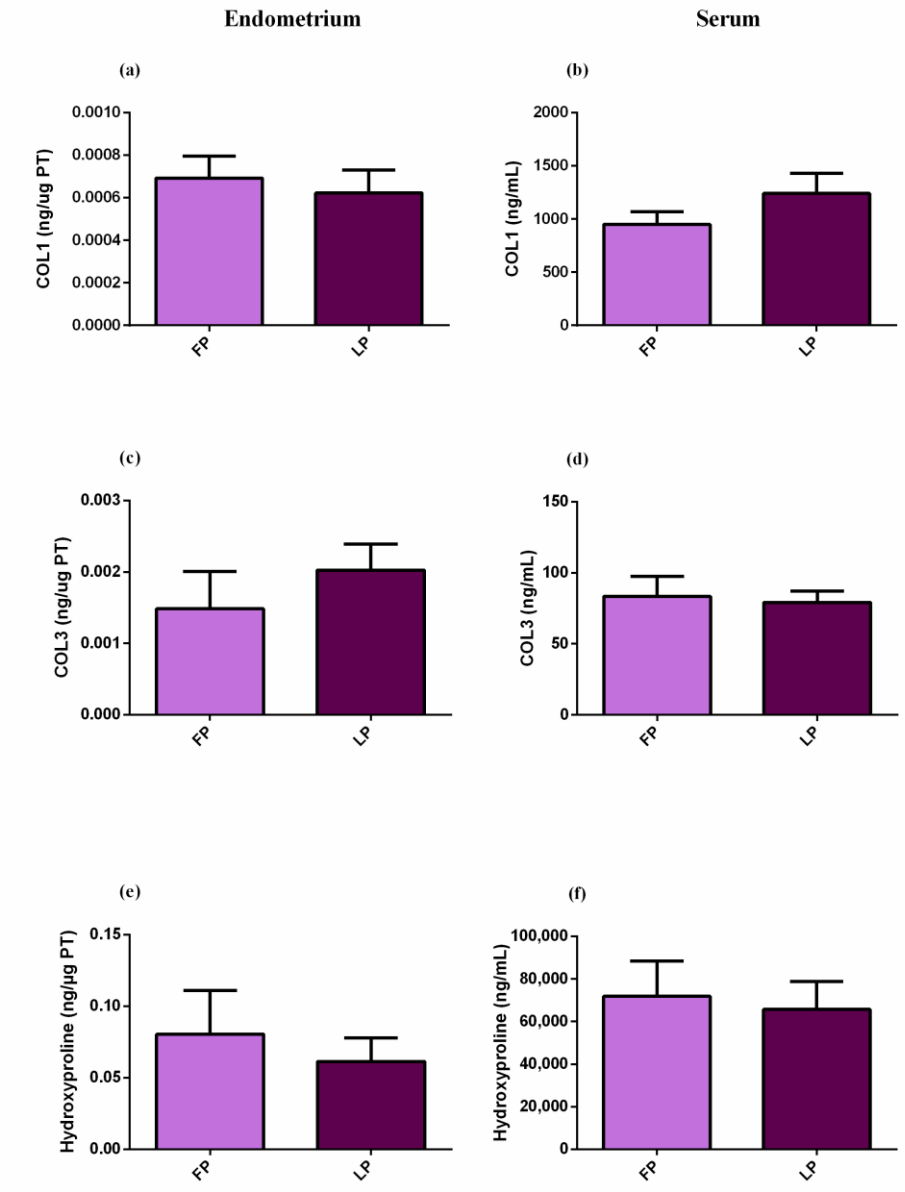 Endometrium
Serum
(a)
COL1 (ng/ug PT)
0.0010
0.0008
0.0006
0.0004
0.0002
0.0000
FP
LP
(b)
COL1 (ng/mL)
2000
1500
1000
500
0
FP
LP
(c)
COL3 (ng/ug PT)
0.003
0.002
0.001
0.000
FP
LP
(d)
COL3 (ng/mL)
150
100
50
0
FP
LP
(e)
Hydroxyproline (ng/µg PT)
0.15
0.10
0.05
0.00
FP
LP
(f)
Hydroxyproline (ng/mL)
100,000
80,000
60,000
40,000
20,000
0
FP
LP